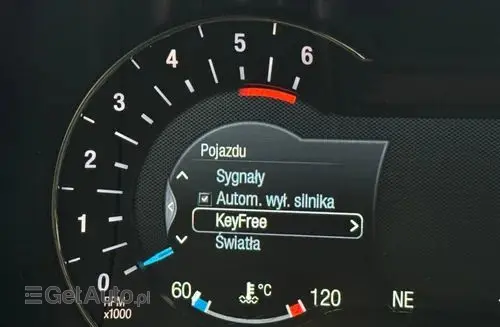 6
5
4
3
2
1
0
RPM
x1000
Pojazdu
Sygnały
Autom. wył. silnika
KeyFree
Światła
60 °C 120
NE
GetAuto.pl